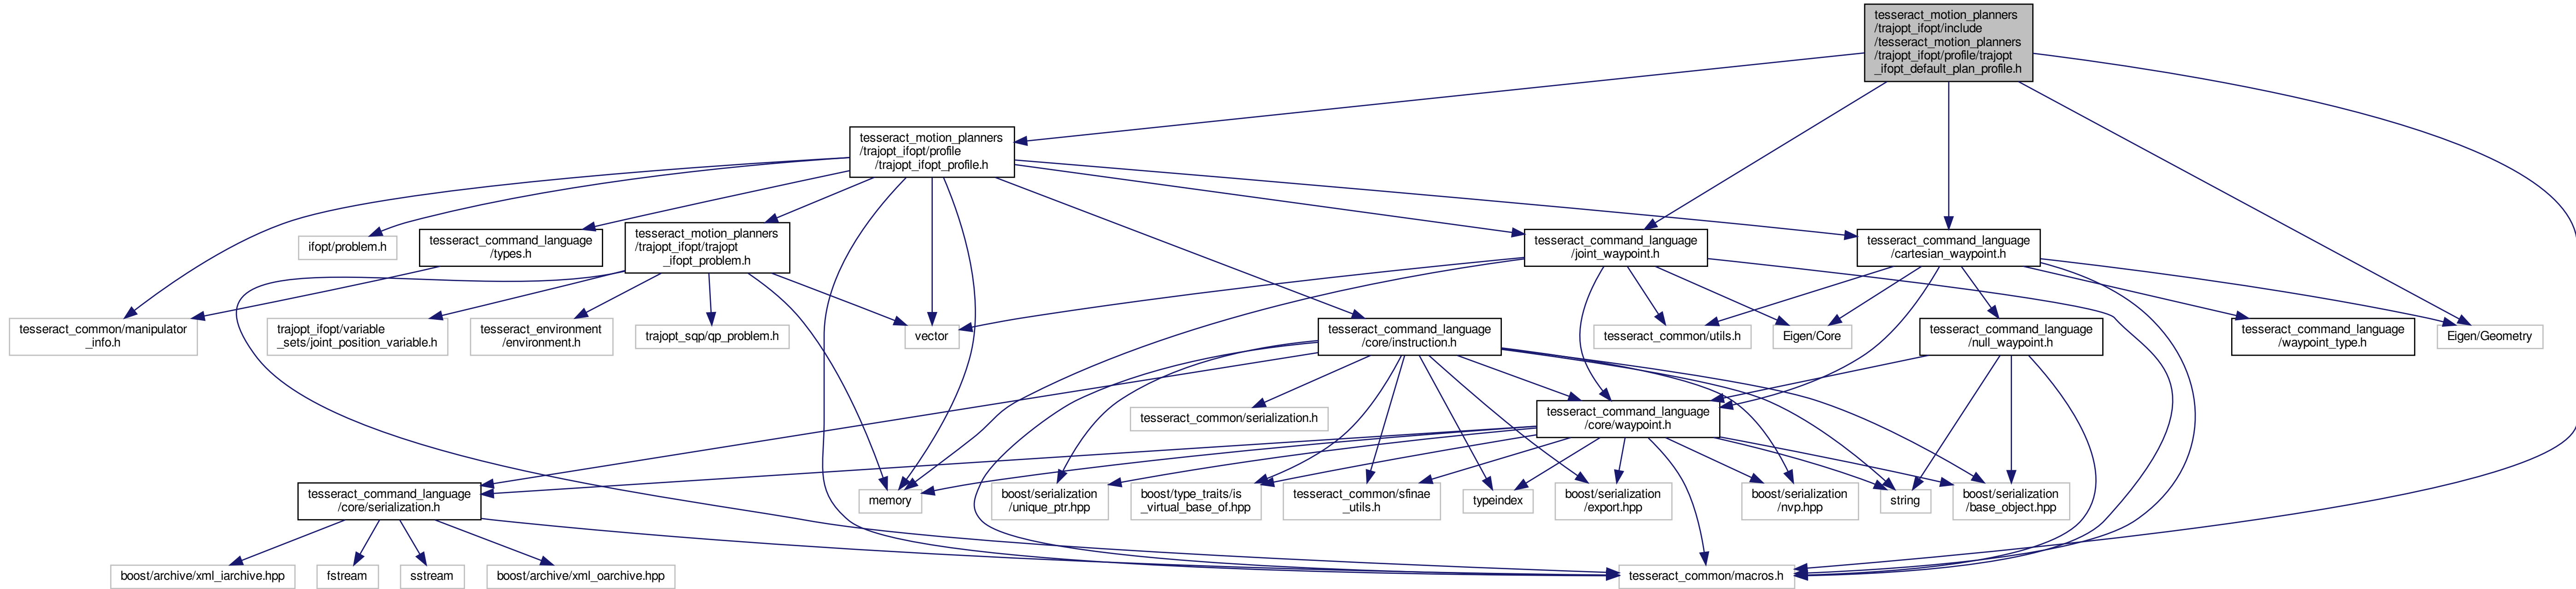 tesseract_motion_planners
/trajopt_ifopt/include
/tesseract_motion_planners
/trajopt_ifopt/profile/trajopt
_ifopt_default_plan_profile.h
tesseract_motion_planners
/trajopt_ifopt/profile
/trajopt_ifopt_profile.h
ifopt/problem.h
tesseract_command_language
/types.h
tesseract_motion_planners
/trajopt_ifopt/trajopt
_ifopt_problem.h
tesseract_command_language
/joint_waypoint.h
tesseract_command_language
/cartesian_waypoint.h
tesseract_common/manipulator
_info.h
trajopt_ifopt/variable
_sets/joint_position_variable.h
tesseract_environment
/environment.h
trajopt_sqp/qp_problem.h
vector
tesseract_command_language
/core/instruction.h
tesseract_common/utils.h
Eigen/Core
tesseract_command_language
/null_waypoint.h
tesseract_command_language
/waypoint_type.h
Eigen/Geometry
tesseract_common/serialization.h
tesseract_command_language
/core/waypoint.h
tesseract_command_language
/core/serialization.h
memory
boost/serialization
/unique_ptr.hpp
boost/type_traits/is
_virtual_base_of.hpp
tesseract_common/sfinae
_utils.h
typeindex
boost/serialization
/export.hpp
boost/serialization
/nvp.hpp
string
boost/serialization
/base_object.hpp
boost/archive/xml_iarchive.hpp
fstream
sstream
boost/archive/xml_oarchive.hpp
tesseract_common/macros.h